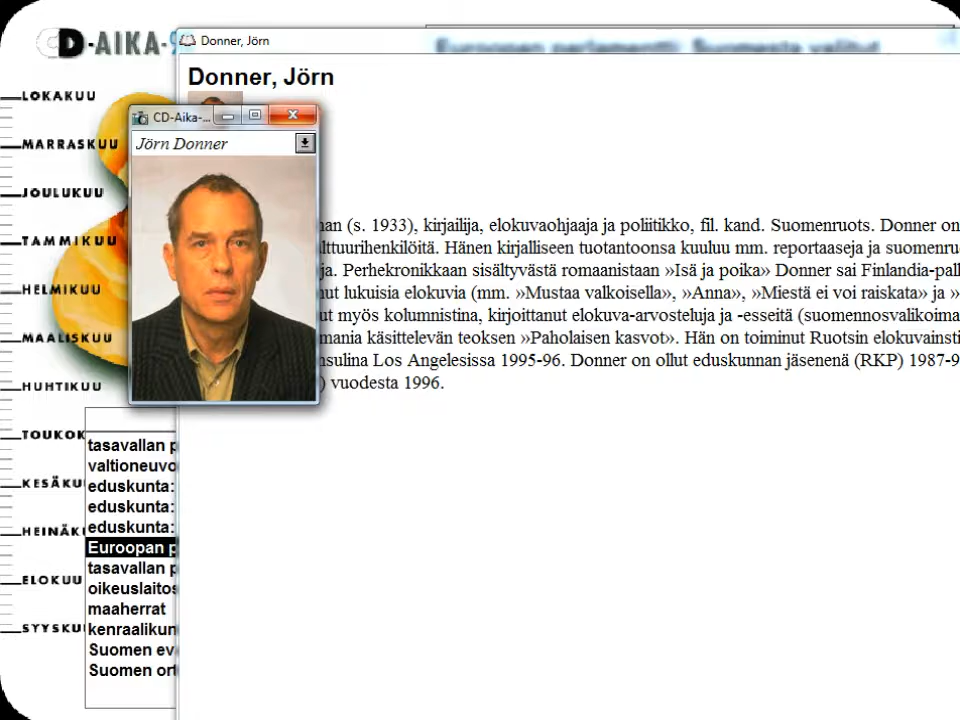 CD-AIKA-9
Donner, Jörn
Euroopan parlamentti: Suomesta valitut
Donner, Jörn
CD-Aika-...
Jörn Donner
LOKAKUU
MARRASKUU
JOULUKUU
TAMMIKUU
HELMIKUU
MAALISKUU
HUHTIKUU
TOUKOK
KESÄKU
HEINÄK
ELOKUU
SYYSKU
(s. 1933), kirjailija, elokuvaohjaaja ja poliitikko, fil. kand. Suomenruots. Donner on
lttuurihenkilöitä. Hänen kirjalliseen tuotantoonsa kuuluu mm. reportaaseja ja suomenru
ja. Perhekronikkaan sisältyvästä romaanistaan »Isä ja poika» Donner sai Finlandia-pal
lukuisia elokuvia (mm. »Mustaa valkoisella», »Anna», »Miestä ei voi raiskata» ja »
ut myös kolumnistina, kirjoittanut elokuva-arvosteluja ja -esseitä (suomennosvalikoima
mania käsittelevän teoksen »Paholaisen kasvot». Hän on toiminut Ruotsin elokuvainsti
nsulina Los Angelesissa 1995-96. Donner on ollut eduskunnan jäsenenä (RKP) 1987-9
) vuodesta 1996.
tasavallan p
valtioneuvo
eduskunta:
eduskunta:
eduskunta:
Euroopan p
tasavallan p
oikeuslaitos
maaherrat
kenraalikun
Suomen ev
Suomen ort